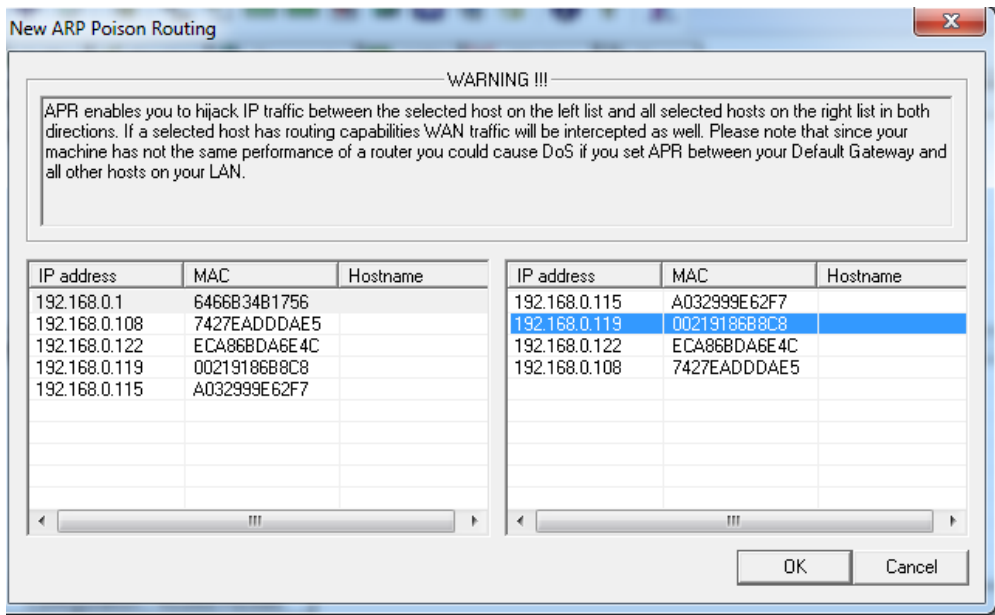 New ARP Poison Routing
WARNING !!!
APR enables you to hijack IP traffic between the selected host on the left list and all selected hosts on the right list in both
directions. If a selected host has routing capabilities WAN traffic will be intercepted as well. Please note that since your
machine has not the same performance of a router you could cause DoS if you set APR between your Default Gateway and
all other hosts on your LAN.
IP address MAC Hostname
192.168.0.1 6466B34B1756
192.168.0.108 7427EADDDAE5
192.168.0.122 ECA86BDA6E4C
192.168.0.119 00219186B8C8
192.168.0.115 A032999E62F7
IP address MAC Hostname
192.168.0.115 A032999E62F7
192.168.0.119 00219186B8C8
192.168.0.122 ECA86BDA6E4C
192.168.0.108 7427EADDDAE5
OK Cancel